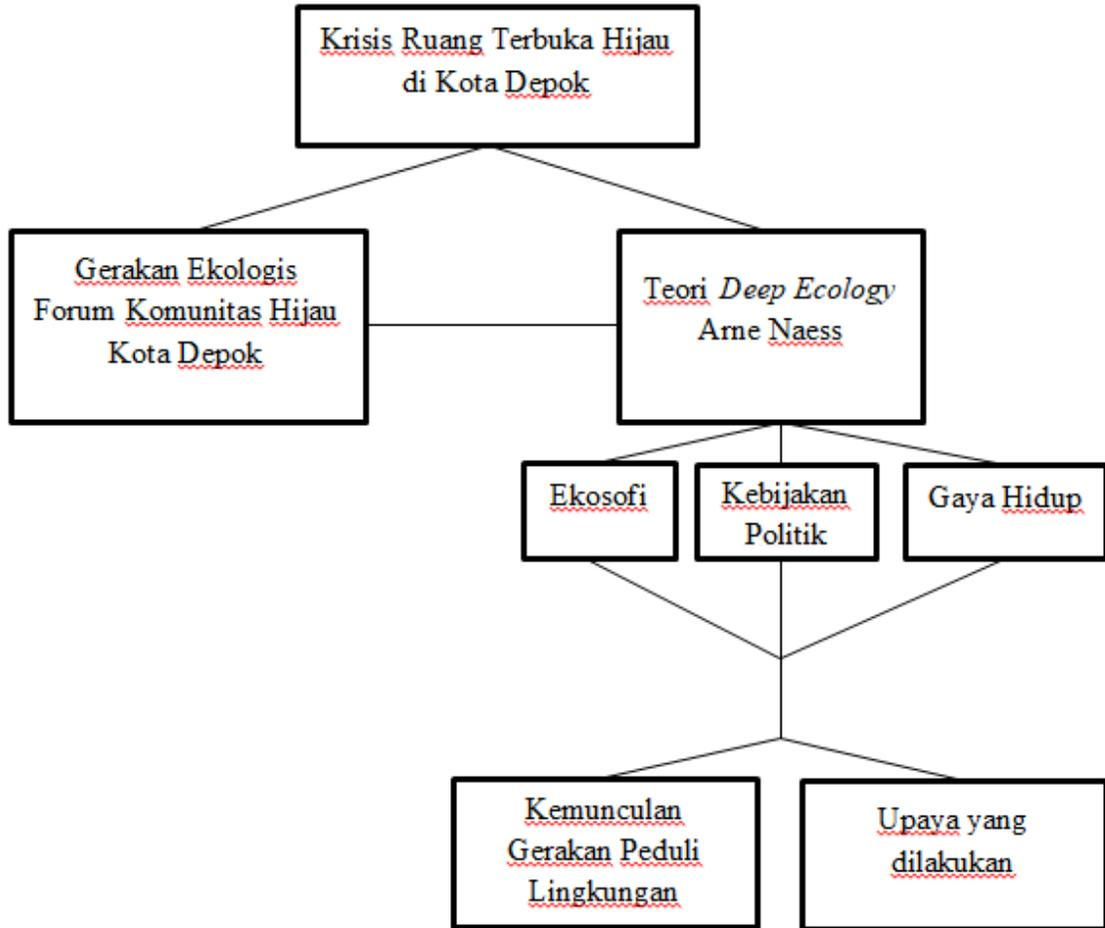 Krisis Ruang Terbuka Hijau
di Kota Depok
Gerakan Ekologis
Forum Komunitas Hijau
Kota Depok
Teori Deep Ecology
Arne Naess
Ekosofi
Kebijakan
Politik
Gaya Hidup
Kemunculan
Gerakan Peduli
Lingkungan
Upaya yang
dilakukan